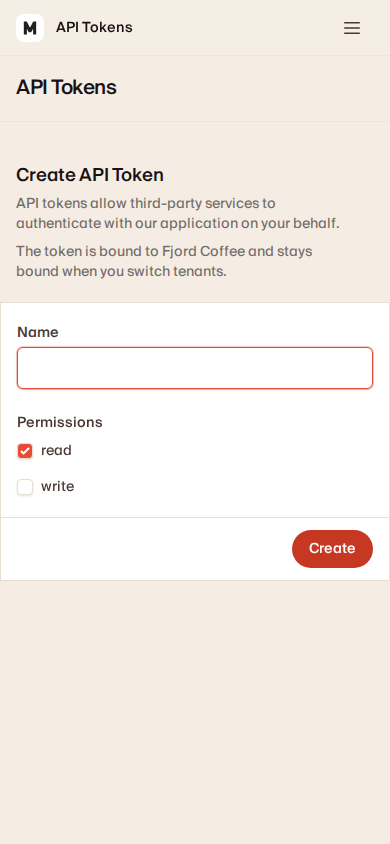 M API Tokens
API Tokens
Create API Token
API tokens allow third-party services to
authenticate with our application on your behalf.
The token is bound to Fjord Coffee and stays
bound when you switch tenants.
Name
Permissions
read
write
Create